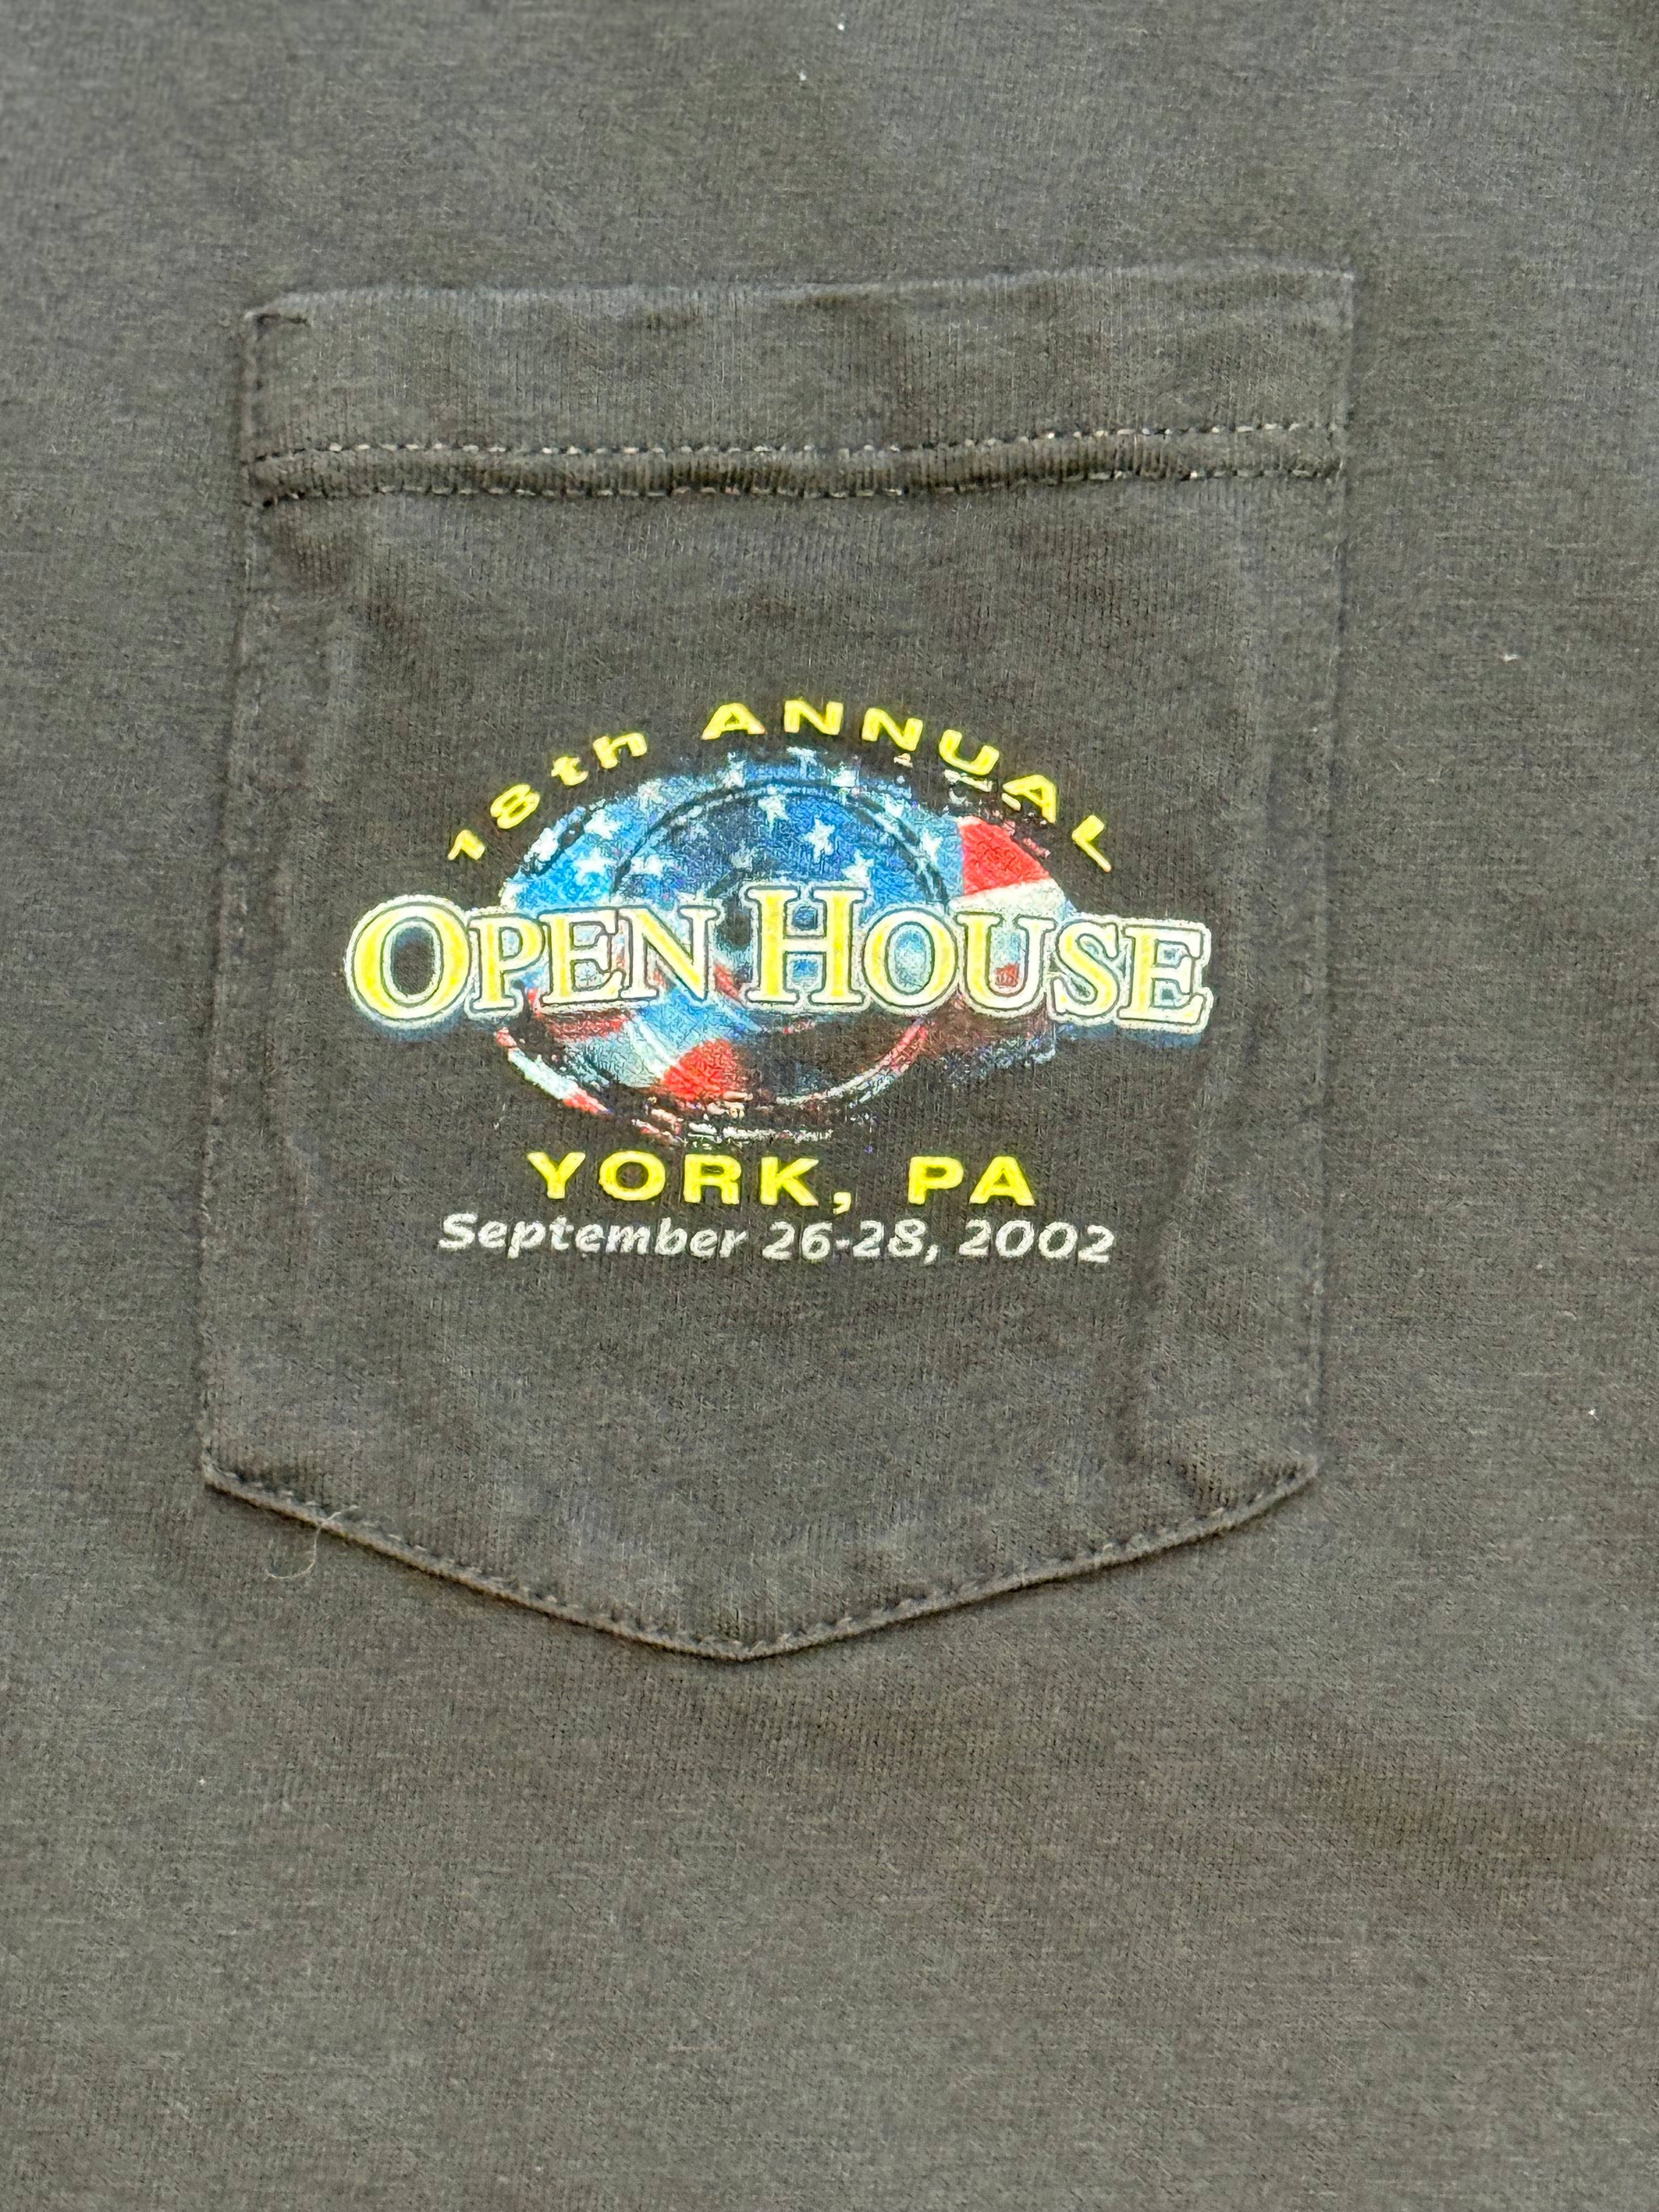 18th ANNUAL
OPEN HOUSE
YORK, PA
September 26-28, 2002